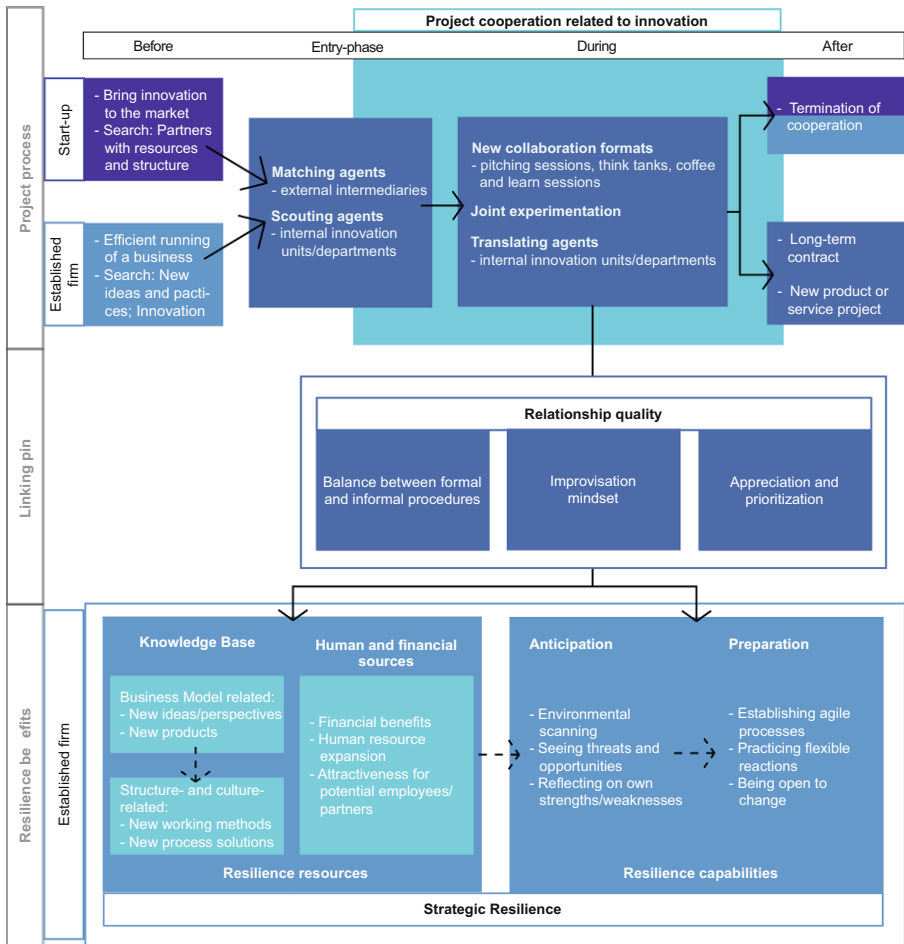 Project cooperation related to innovation
Before
Entry-phase
During
After
Project process
Start-up
- Bring innovation
to the market
- Search: Partners
with resources
and structure
Established
firm
- Efficient running
of a business
- Search: New
ideas and pacti-
ices; Innovation
Matching agents
- external intermediaries
Scouting agents
- internal innovation
units/departments
New collaboration formats
- pitching sessions, think tanks, coffee
and learn sessions
Joint experimentation
Translating agents
- internal innovation units/departments
- Termination of
cooperation
- Long-term
contract
- New product or
service project
Linking pin
Relationship quality
Balance between formal
and informal procedures
Improvisation
mindset
Appreciation and
prioritization
Resilience be efits
Established firm
Knowledge Base
Business Model related:
- New ideas/perspectives
- New products
Structure- and culture-
related:
- New working methods
- New process solutions
Human and financial
sources
- Financial benefits
- Human resource
expansion
- Attractiveness for
potential employees/
partners
Resilience resources
Anticipation
- Environmental
scanning
- Seeing threats and
opportunities
- Reflecting on own
strengths/weaknesses
Preparation
- Establishing agile
processes
- Practicing flexible
reactions
- Being open to
change
Resilience capabilities
Strategic Resilience